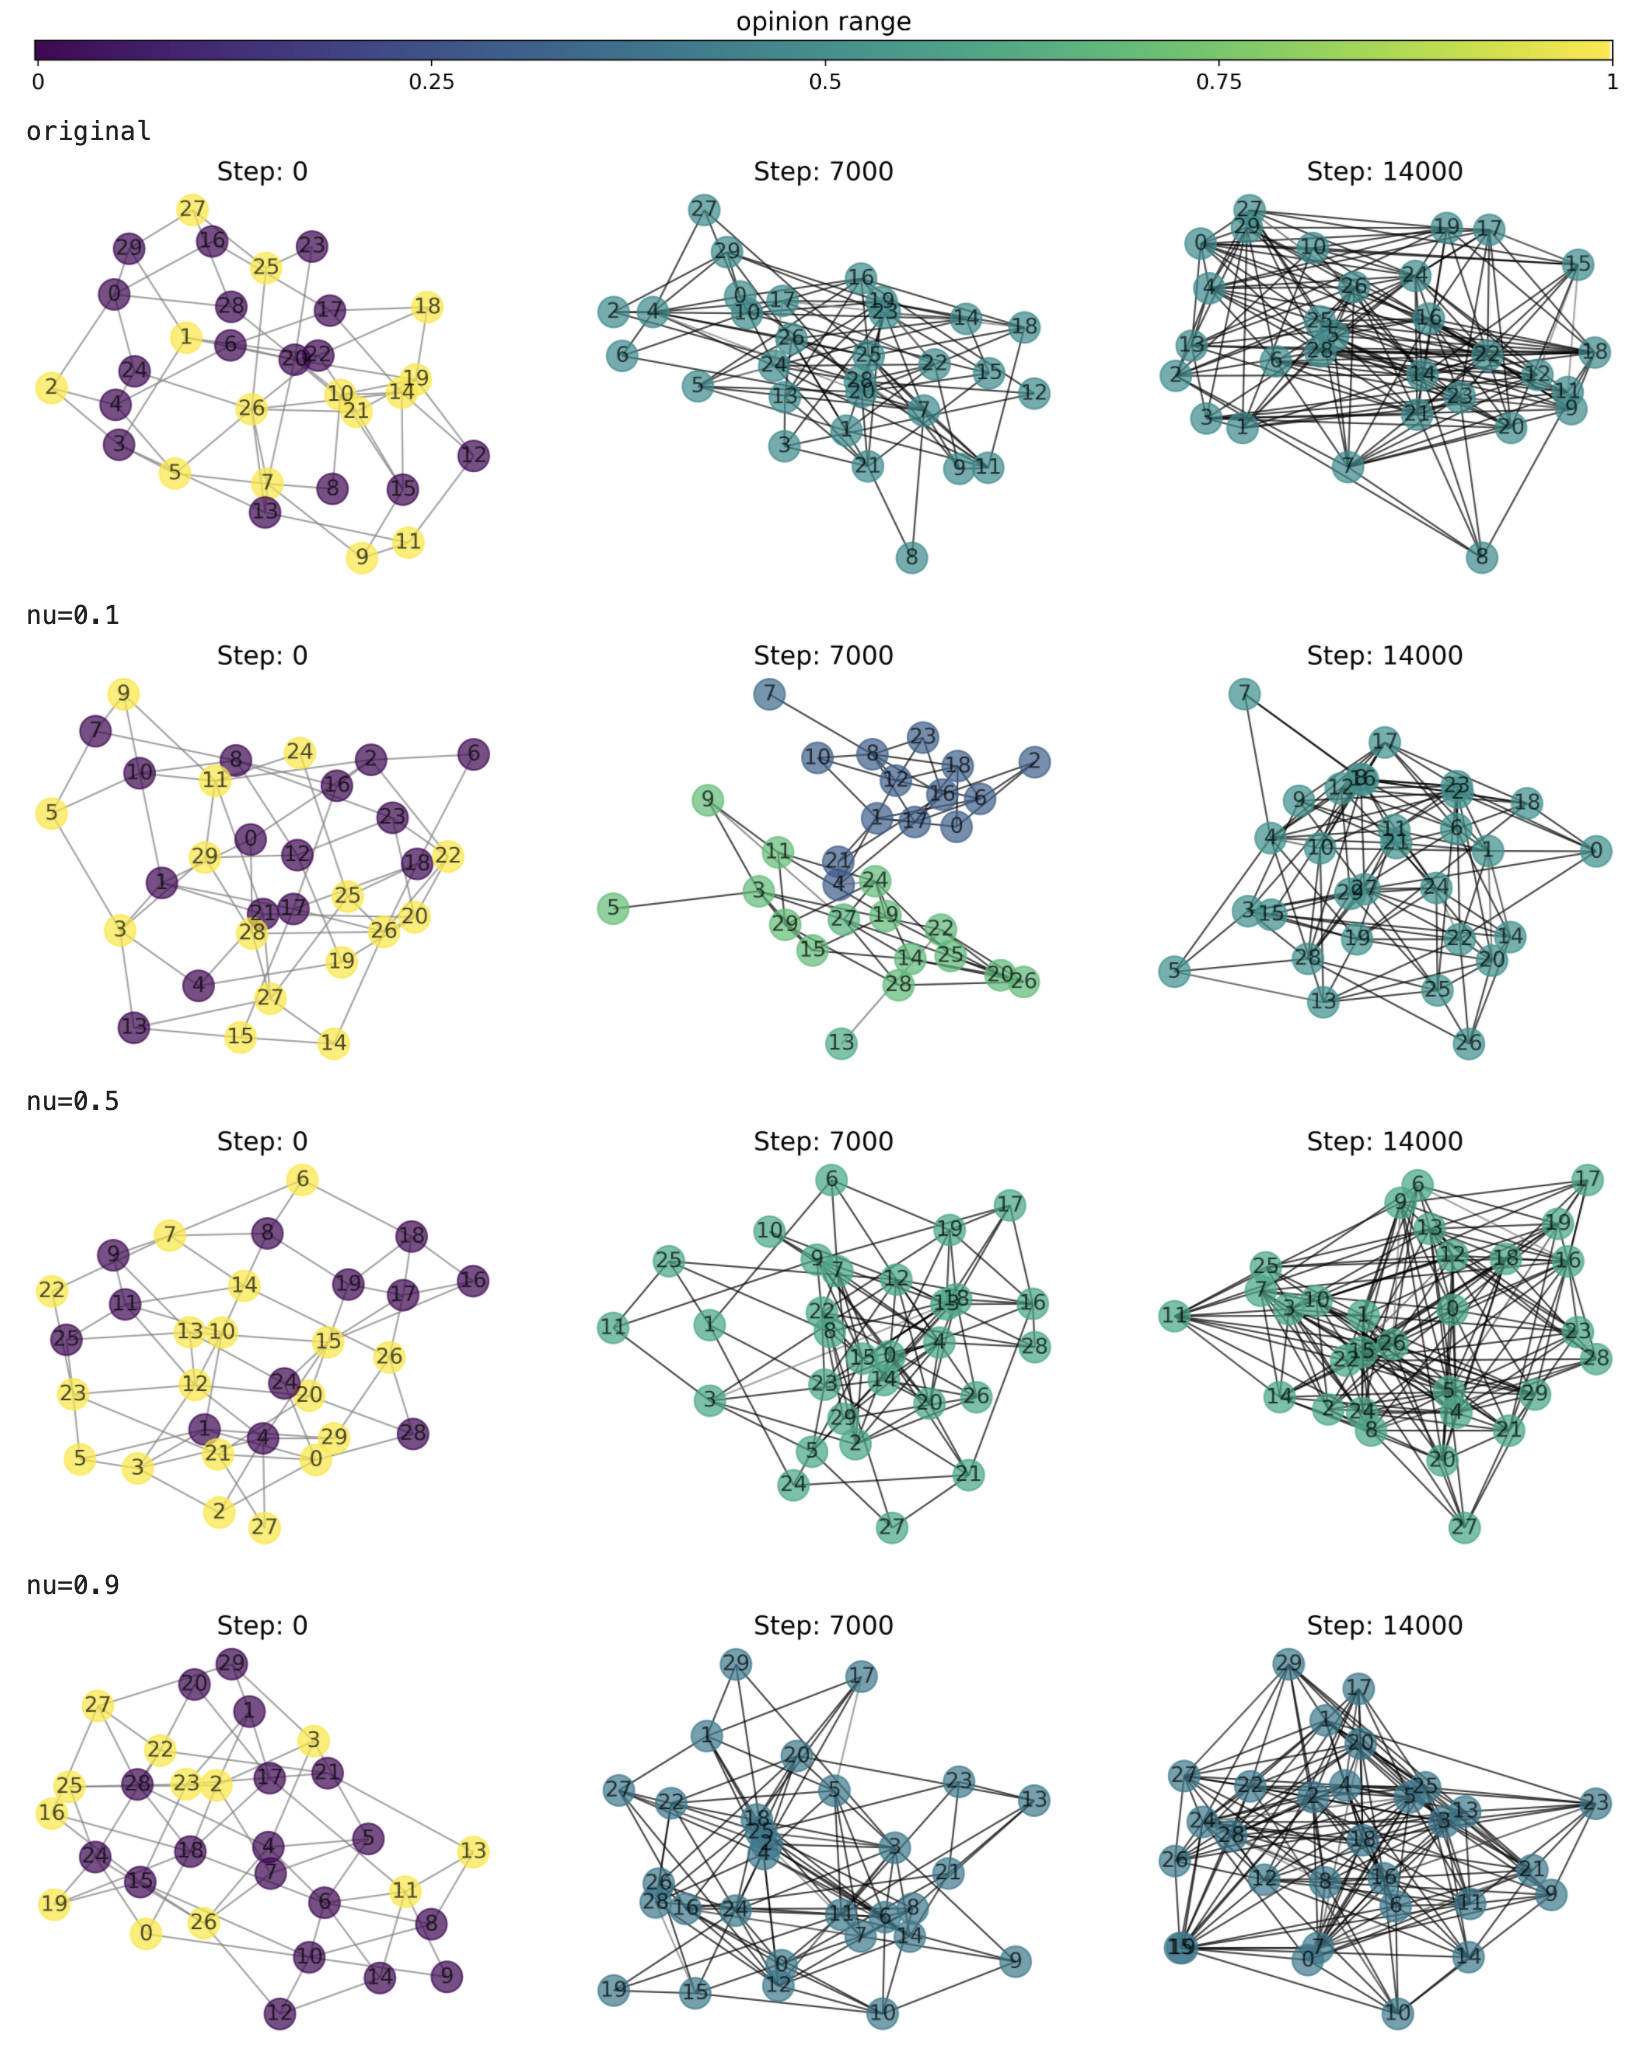 opinion range
0 0.25 0.5 0.75 1
original
Step: 0 Step: 7000 Step: 14000
27 29 16 23 25 0 28 17 18 1 6 20 22 24 2 19 10 14 4 26 21 3 12 5 7 8 15 13 11 9
27 29 16 0 17 19 2 4 10 23 14 18 26 6 24 25 22 15 5 28 20 12 13 7 1 3 21 9 11 8
27 29 19 17 0 10 15 24 4 26 25 16 5 13 28 22 18 6 2 14 12 11 23 9 3 21 1 20 7 8
nu=0.1
Step: 0 Step: 7000 Step: 14000
9 7 24 8 2 6 10 11 16 5 23 0 29 12 22 18 1 25 21 17 20 3 28 26 19 4 27 13 15 14
7 23 10 8 18 2 12 16 6 9 1 17 0 11 21 4 24 3 5 27 19 29 22 15 14 25 20 26 28 13
7 17 16 12 23 9 18 4 11 6 10 21 1 0 29 27 24 3 15 19 22 14 28 20 5 25 13 26
nu=0.5
Step: 0 Step: 7000 Step: 14000
6 7 8 18 9 16 14 19 22 17 11 13 10 25 15 26 12 24 20 23 1 4 28 29 21 5 3 0 2 27
6 17 10 19 9 25 7 12 18 13 16 22 11 1 8 4 28 15 0 14 23 26 3 20 29 2 5 21 24 27
6 17 9 19 13 12 18 16 25 7 10 3 0 11 1 23 26 15 22 28 5 29 14 2 24 4 8 21 20 27
nu=0.9
Step: 0 Step: 7000 Step: 14000
29 20 27 1 3 22 21 17 28 23 2 25 16 5 4 18 13 24 7 15 11 6 19 26 8 0 10 9 14 12
29 17 1 20 23 27 5 13 22 18 25 3 4 21 26 28 16 24 8 11 6 14 7 9 0 12 19 15 10
29 17 1 20 27 22 4 25 2 5 23 13 24 3 28 18 26 21 16 12 8 9 11 6 19 7 14 0 10